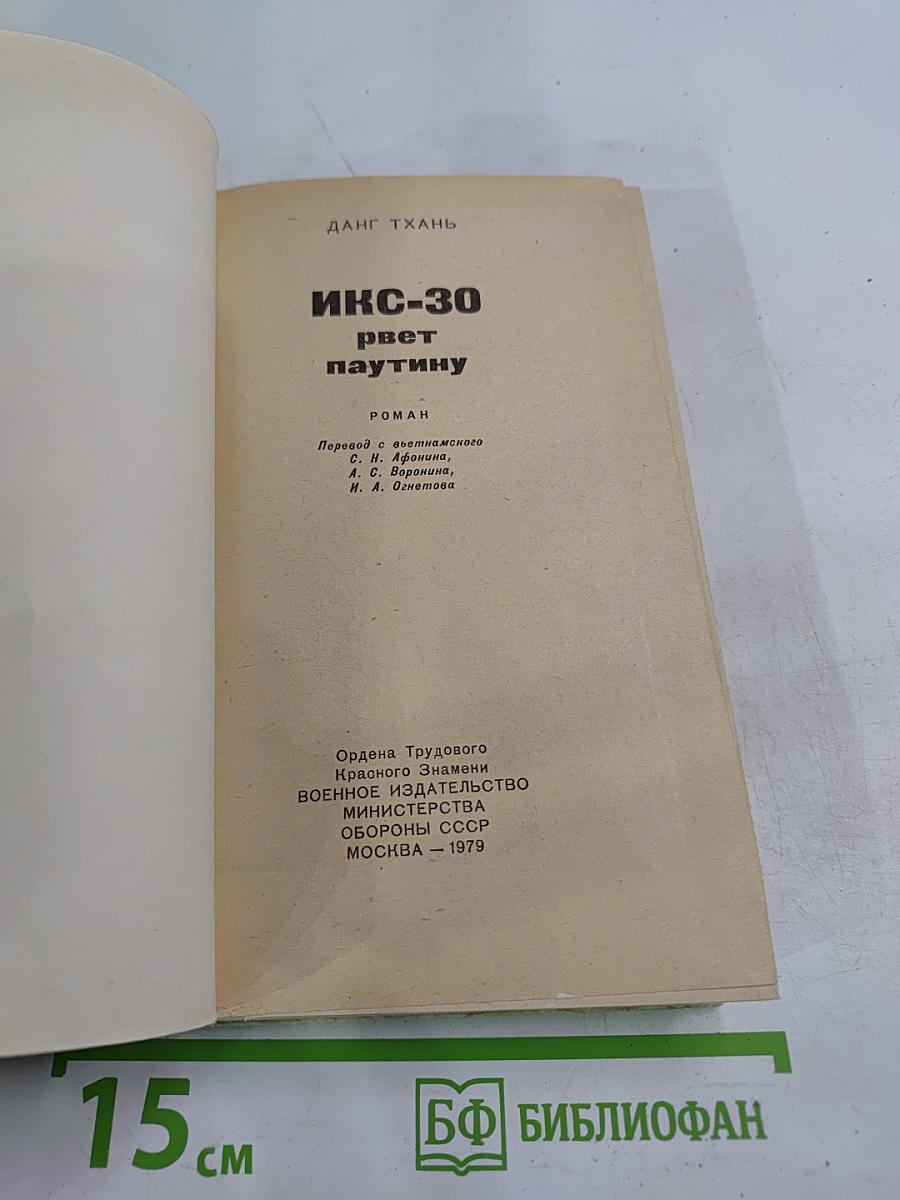 ДАНГ ТХАНЬ
ИКС-30
рвет
паутину
РОМАН
Перевод с вьетнамского
С. Н. Афонина,
А. С. Воронина,
И. А. Огнетова
Ордена Трудового
Красного Знамени
ВОЕННОЕ ИЗДАТЕЛЬСТВО
МИНИСТЕРСТВА
ОБОРОНЫ СССР
МОСКВА — 1979
15 см
БФ БИБЛИОФАН